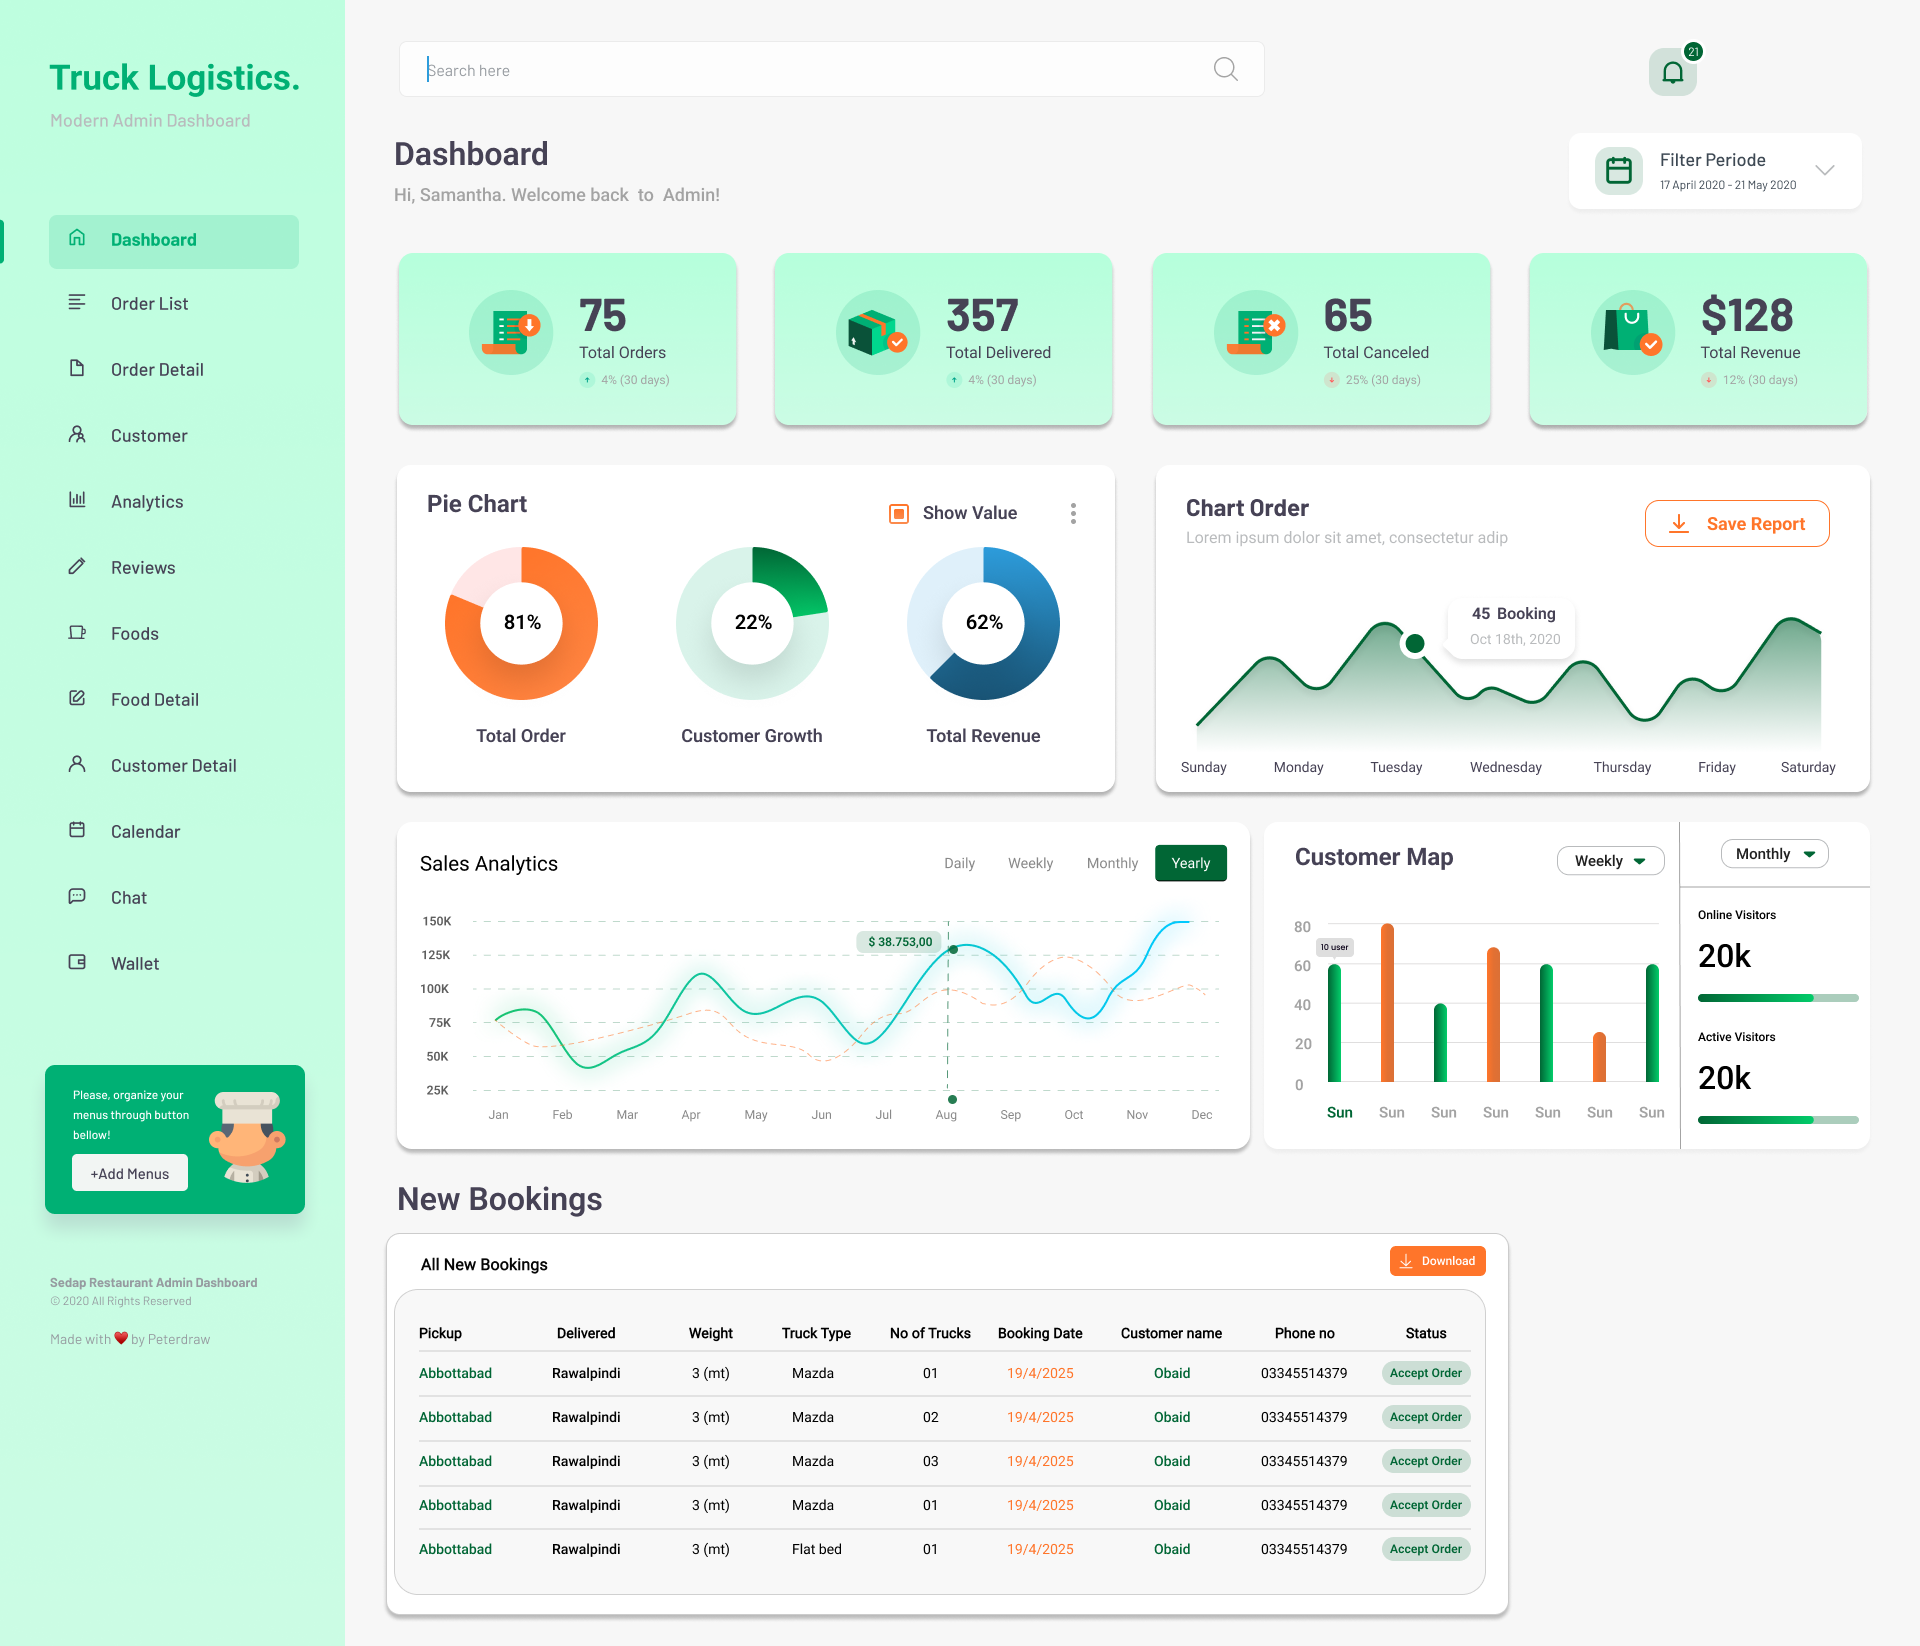 Truck Logistics.
Modern Admin Dashboard
Dashboard
Order List
Order Detail
Customer
Analytics
Reviews
Foods
Food Detail
Customer Detail
Calendar
Chat
Wallet
Please, organize your
menus through button
bellow!
+Add Menus
Sedap Restaurant Admin Dashboard
© 2020 All Rights Reserved
Made with ❤ by Peterdraw
Search here
21
Dashboard
Hi, Samantha. Welcome back to Admin!
Filter Periode
17 April 2020 - 21 May 2020
75
Total Orders
4% (30 days)
357
Total Delivered
4% (30 days)
65
Total Canceled
25% (30 days)
$128
Total Revenue
12% (30 days)
Pie Chart
Show Value
81%
22%
62%
Total Order
Customer Growth
Total Revenue
Chart Order
Lorem ipsum dolor sit amet, consectetur adip
Save Report
45 Booking
Oct 18th, 2020
Sunday Monday Tuesday Wednesday Thursday Friday Saturday
Sales Analytics
Daily Weekly Monthly Yearly
150K
125K
100K
75K
50K
25K
$ 38.753,00
Jan Feb Mar Apr May Jun Jul Aug Sep Oct Nov Dec
Customer Map
Weekly
80
60
40
20
0
10 user
Sun Sun Sun Sun Sun Sun Sun
Monthly
Online Visitors
20k
Active Visitors
20k
New Bookings
All New Bookings
Download
Pickup Delivered Weight Truck Type No of Trucks Booking Date Customer name Phone no Status
Abbottabad Rawalpindi 3 (mt) Mazda 01 19/4/2025 Obaid 03345514379 Accept Order
Abbottabad Rawalpindi 3 (mt) Mazda 02 19/4/2025 Obaid 03345514379 Accept Order
Abbottabad Rawalpindi 3 (mt) Mazda 03 19/4/2025 Obaid 03345514379 Accept Order
Abbottabad Rawalpindi 3 (mt) Mazda 01 19/4/2025 Obaid 03345514379 Accept Order
Abbottabad Rawalpindi 3 (mt) Flat bed 01 19/4/2025 Obaid 03345514379 Accept Order